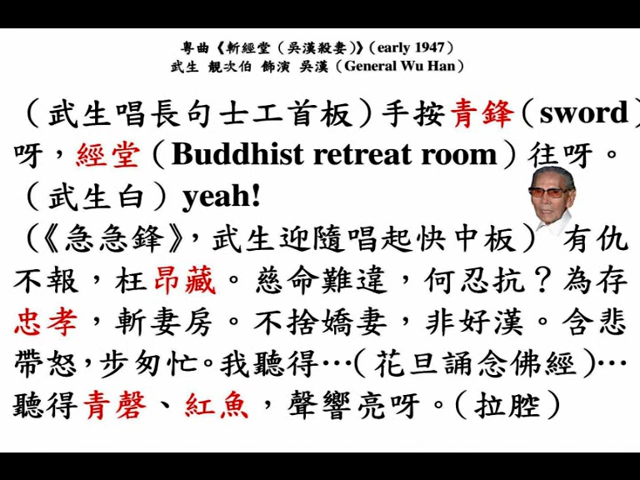 粵曲《斬經堂（吳漢殺妻）》（early 1947）
武生 靚次伯 飾演 吳漢（General Wu Han）
（武生唱長句士工首板）手按青鋒（sword）
呀，經堂（Buddhist retreat room）往呀。
（武生白）yeah!
（《急急鋒》，武生迎隨唱起快中板） 有仇
不報，枉昂藏。慈命難違，何忍抗？為存
忠孝，斬妻房。不捨嬌妻，非好漢。含悲
帶怒，步匆忙。我聽得…（花旦誦念佛經）…
聽得青磬、紅魚，聲響亮呀。（拉腔）